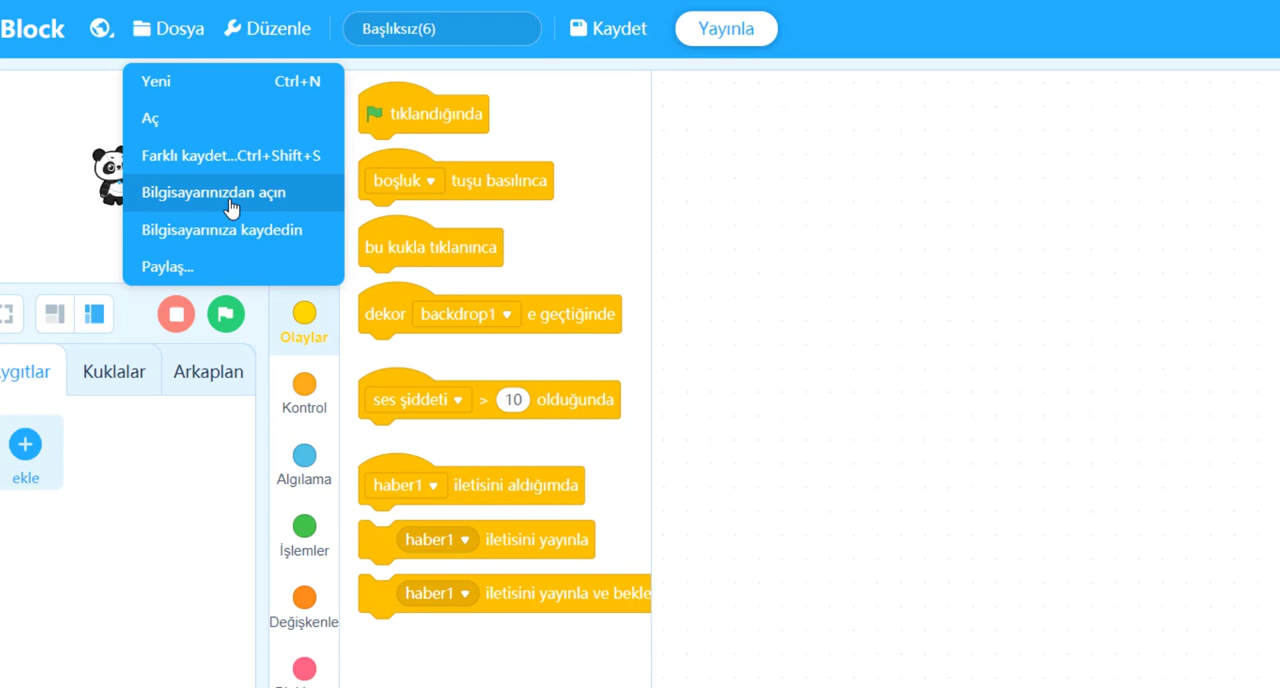 Block Dosya Düzenle Başlıksız(6) Kaydet Yayınla
Yeni Ctrl+N
Aç
Farklı kaydet...Ctrl+Shift+S
Bilgisayarınızdan açın
Bilgisayarınıza kaydedin
Paylaş...
tıklandığında
boşluk tuşu basılınca
bu kukla tıklanınca
dekor backdrop1 e geçtiğinde
ses şiddeti > 10 olduğunda
haber1 iletisini aldığımda
haber1 iletisini yayınla
haber1 iletisini yayınla ve bekle
Olaylar
Kontrol
Algılama
İşlemler
Değişkenle
ygıtlar Kuklalar Arkaplan
ekle